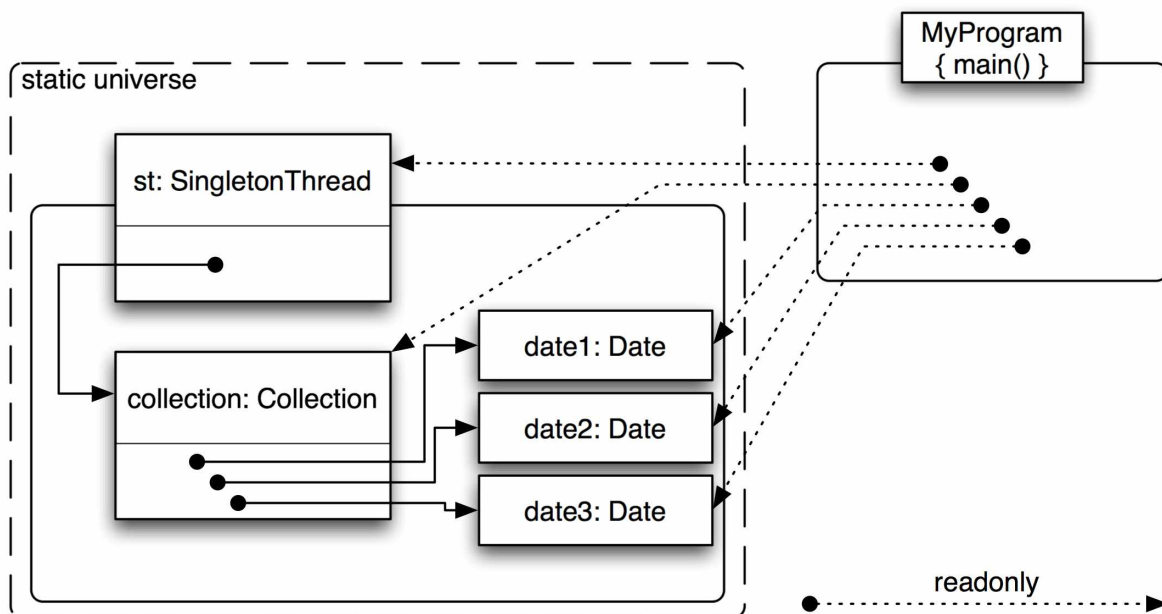 MyProgram
{ main() }
static universe
st: SingletonThread
date1: Date
collection: Collection
date2: Date
date3: Date
readonly